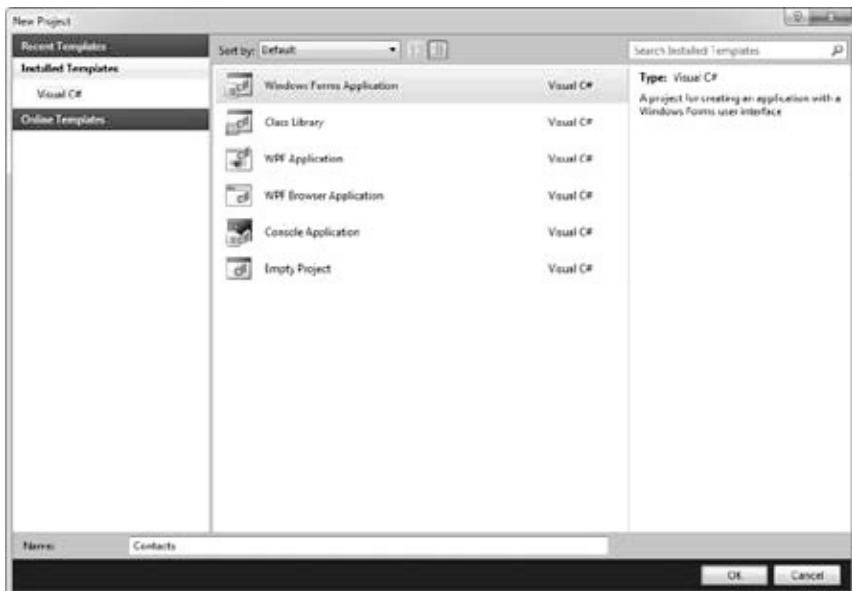 New Project
Recent Templates
Installed Templates
Visual C#
Online Templates
Sort by: Default
Windows Forms Application Visual C#
Class Library Visual C#
WPF Application Visual C#
WPF Browser Application Visual C#
Console Application Visual C#
Empty Project Visual C#
Search Installed Templates
Type: Visual C#
A project for creating an application with a
Windows Forms user interface
Name: Contacts
OK Cancel